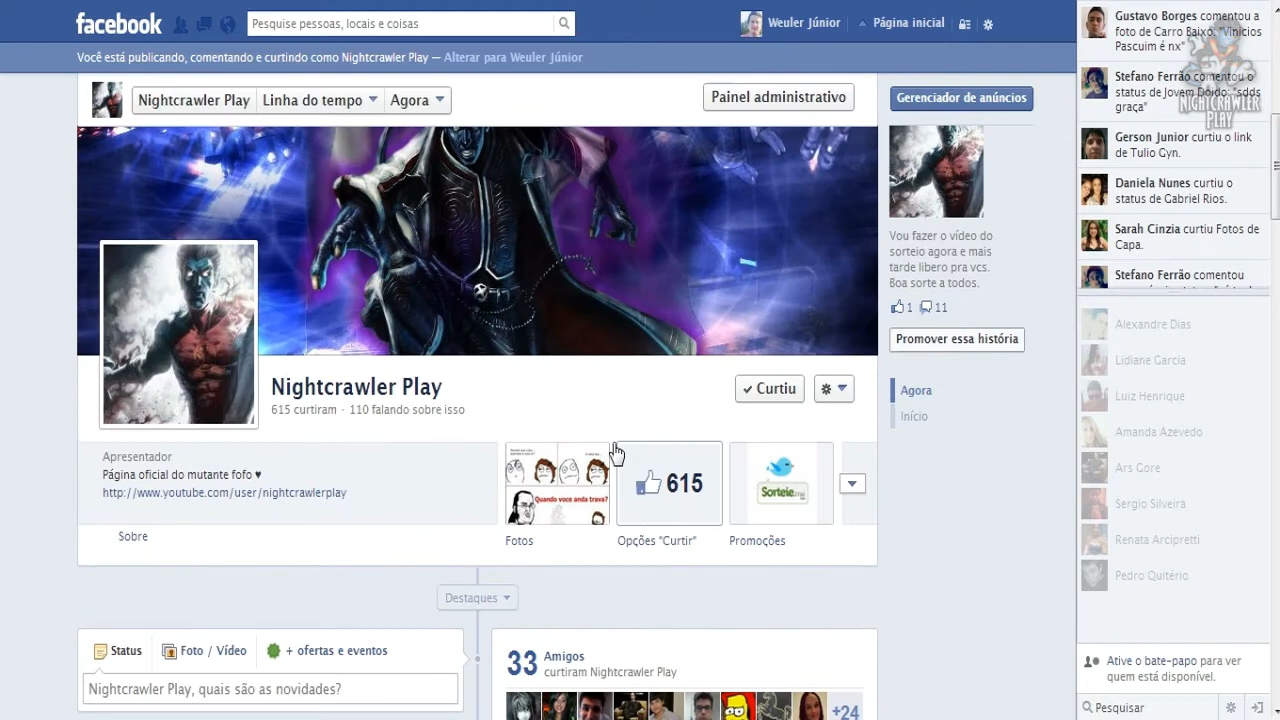 facebook
Pesquise pessoas, locais e coisas
Weuler Júnior
Página inicial
Você está publicando, comentando e curtindo como Nightcrawler Play — Alterar para Weuler Júnior
Nightcrawler Play
Linha do tempo
Agora
Painel administrativo
Nightcrawler Play
615 curtiram · 110 falando sobre isso
Curtiu
Apresentador
Página oficial do mutante fofo ♥
http://www.youtube.com/user/nightcrawlerplay
Sobre
Quando voce anda trava?
Fotos
615
Opções "Curtir"
Sorteie.me
Promoções
Destaques
Status
Foto / Vídeo
+ ofertas e eventos
Nightcrawler Play, quais são as novidades?
33 Amigos
curtiram Nightcrawler Play
+24
Gerenciador de anúncios
Vou fazer o vídeo do
sorteio agora e mais
tarde libero pra vcs.
Boa sorte a todos.
1 11
Promover essa história
Agora
Início
Gustavo Borges comentou a
foto de Carro Baixo: "Vinicios
Pascuim é nx"
Stefano Ferrão comentou o
status de Jovem Doido: "sdds
graça"
Gerson Junior curtiu o link
de Tulio Gyn.
Daniela Nunes curtiu o
status de Gabriel Rios.
Sarah Cinzia curtiu Fotos de
Capa.
Stefano Ferrão comentou
NIGHTCRAWLER
PLAY
Alexandre Dias
Lidiane Garcia
Luiz Henrique
Amanda Azevedo
Ars Gore
Sergio Silveira
Renata Arcipretti
Pedro Quitério
Ative o bate-papo para ver
quem está disponível.
Pesquisar